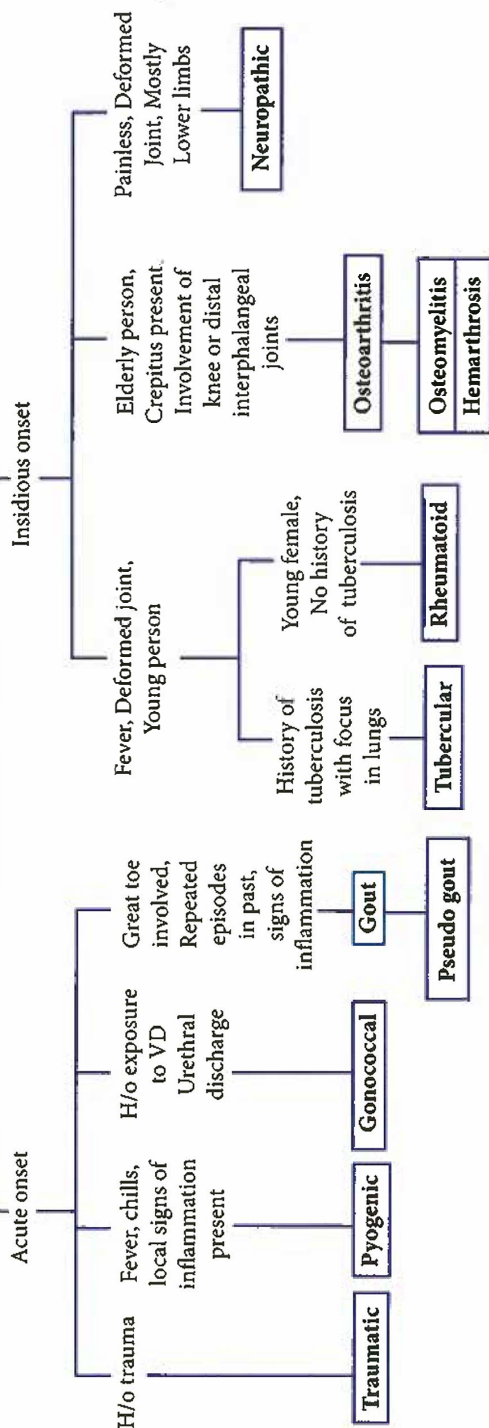 Acute onset
H/o trauma
Traumatic
Fever, chills,
local signs of
inflammation
present
Pyogenic
H/o exposure
to VD
Urethral
discharge
Gonococcal
Great toe
involved,
Repeated
episodes
in past,
signs of
inflammation
Gout
Pseudo gout
Insidious onset
Fever, Deformed joint,
Young person
History of
tuberculosis
with focus
in lungs
Tubercular
Young female,
No history
of tuberculosis
Rheumatoid
Elderly person,
Crepitus present
Involvement of
knee or distal
interphalangeal
joints
Osteoarthritis
Osteomyelitis
Hemarthrosis
Painless, Deformed
Joint, Mostly
Lower limbs
Neuropathic